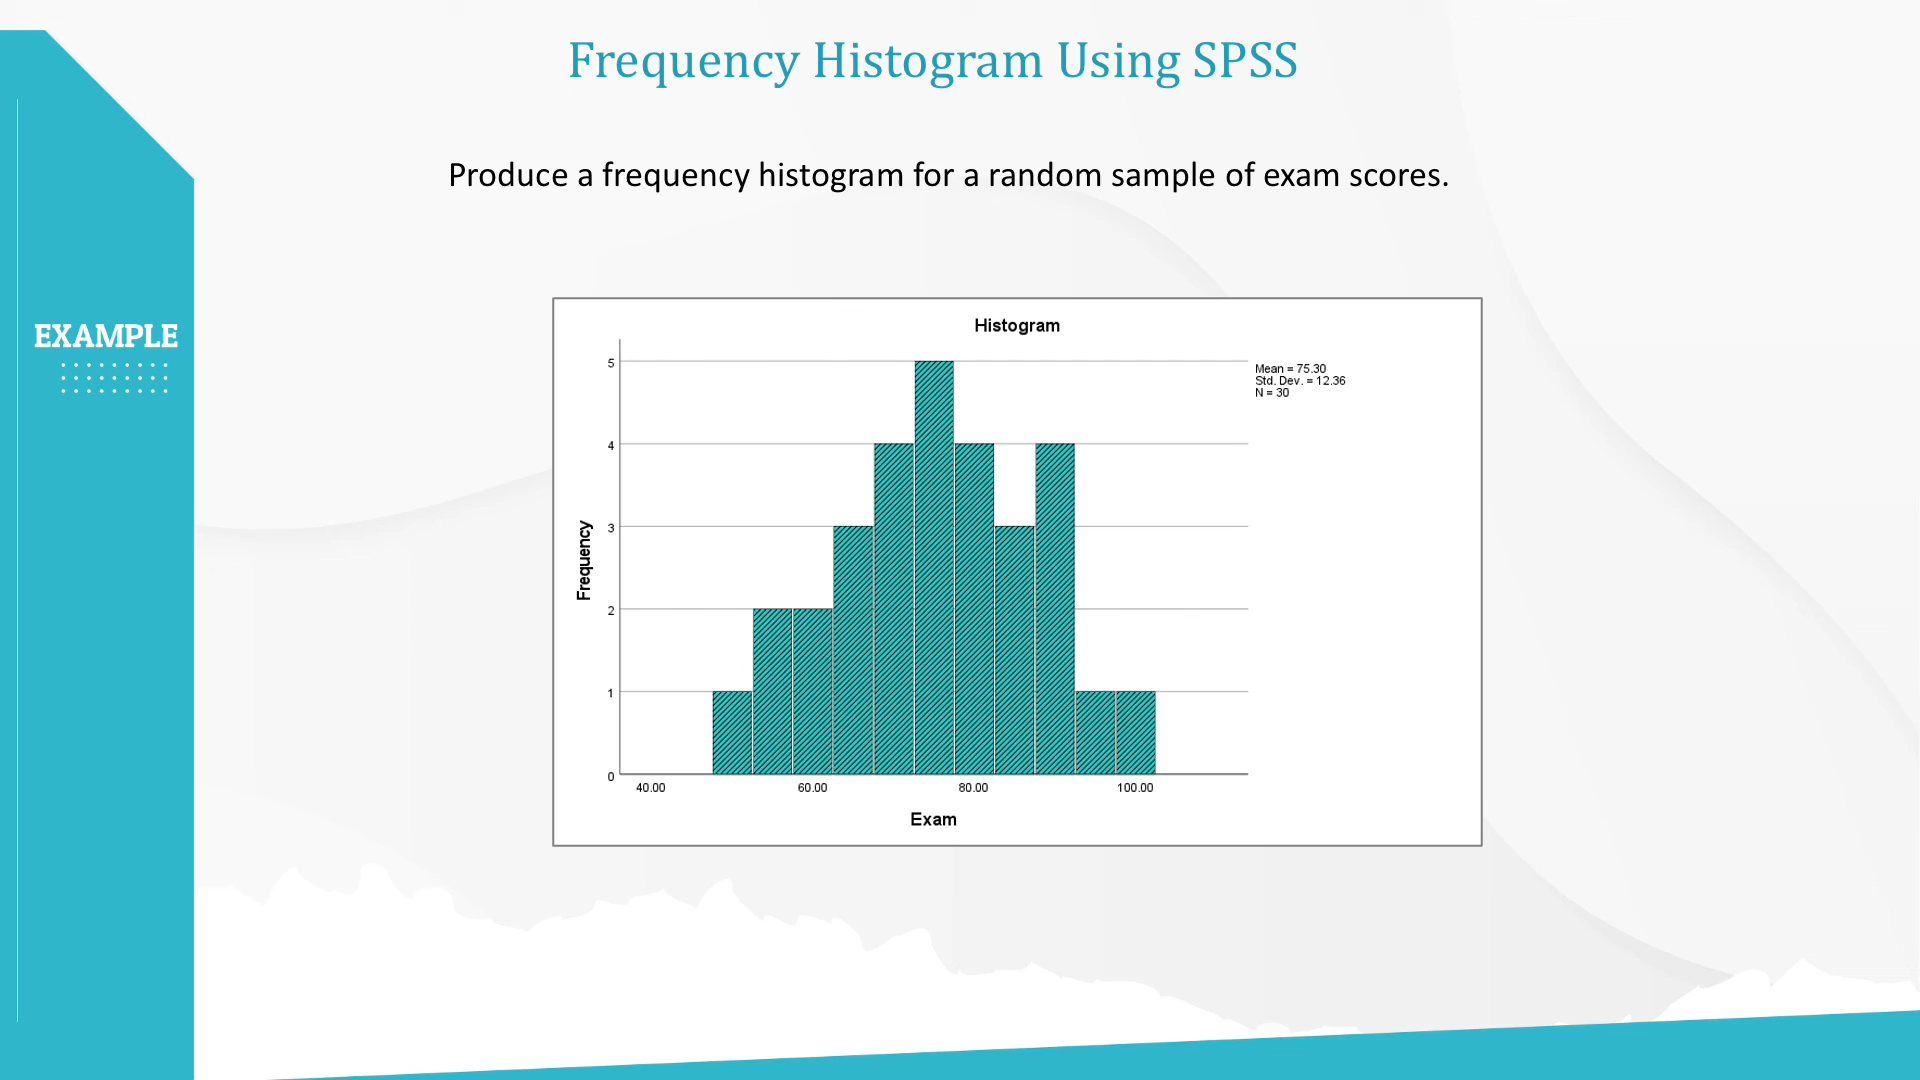 Frequency Histogram Using SPSS
Produce a frequency histogram for a random sample of exam scores.
EXAMPLE
Histogram
5
4
3
2
1
0
Frequency
Mean = 75.30
Std. Dev. = 12.36
N = 30
40.00 60.00 80.00 100.00
Exam